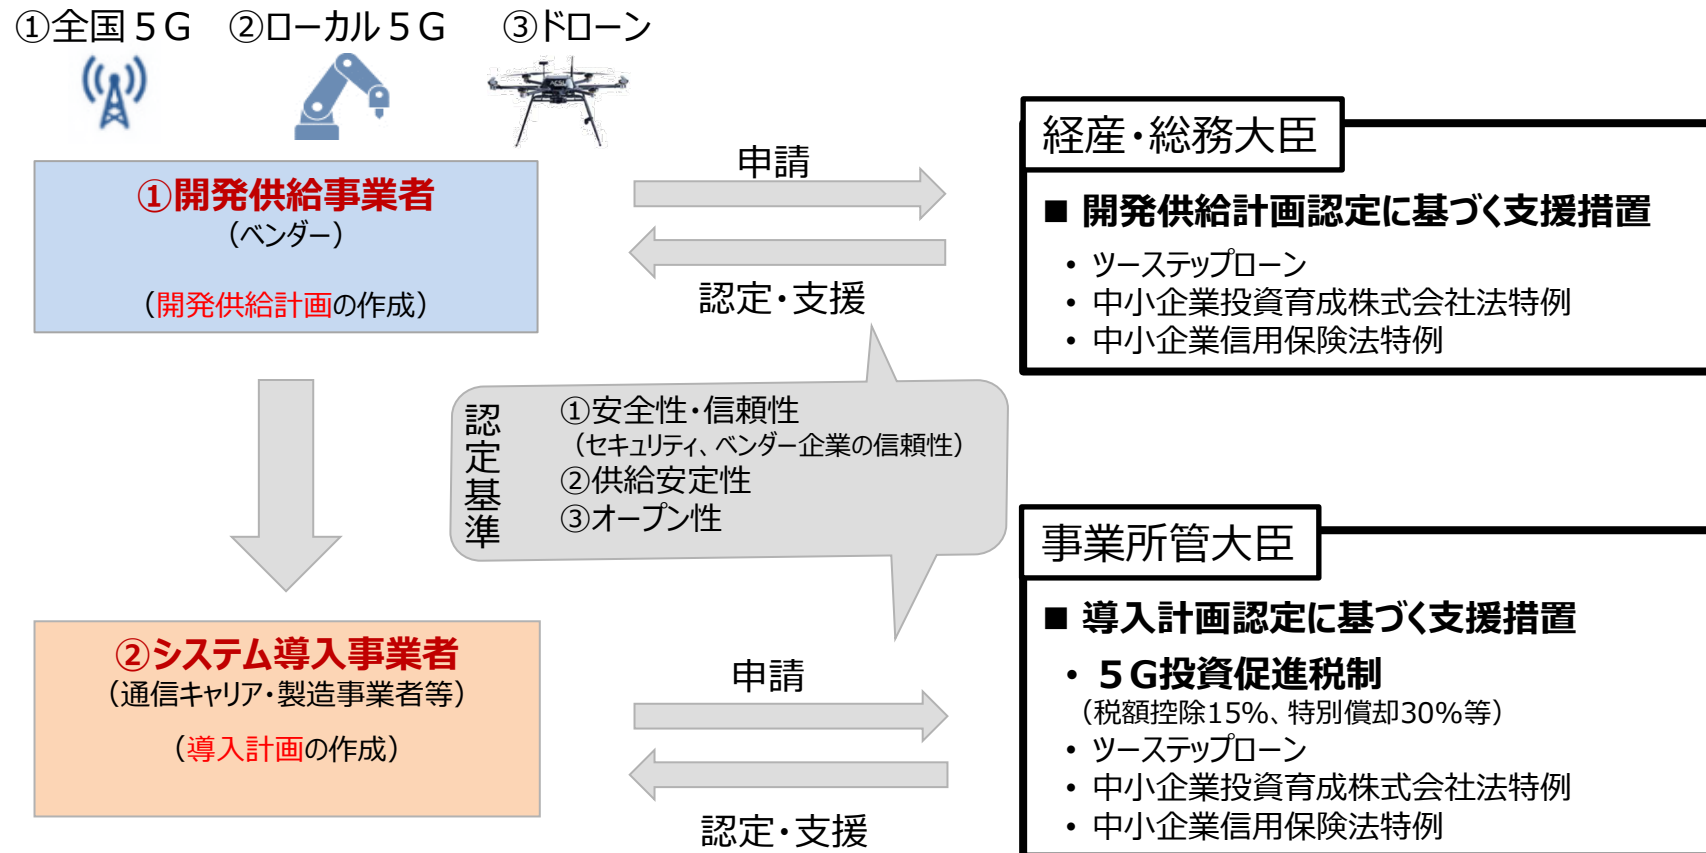 ①全国５Ｇ ②ローカル５Ｇ ③ドローン
①開発供給事業者
（ベンダー）
（開発供給計画の作成）
申請
認定・支援
経産・総務大臣
■ 開発供給計画認定に基づく支援措置
• ツーステップローン
• 中小企業投資育成株式会社法特例
• 中小企業信用保険法特例
認定基準
①安全性・信頼性
（セキュリティ、ベンダー企業の信頼性）
②供給安定性
③オープン性
②システム導入事業者
（通信キャリア・製造事業者等）
（導入計画の作成）
申請
認定・支援
事業所管大臣
■ 導入計画認定に基づく支援措置
• ５Ｇ投資促進税制
（税額控除15%、特別償却30%等）
• ツーステップローン
• 中小企業投資育成株式会社法特例
• 中小企業信用保険法特例